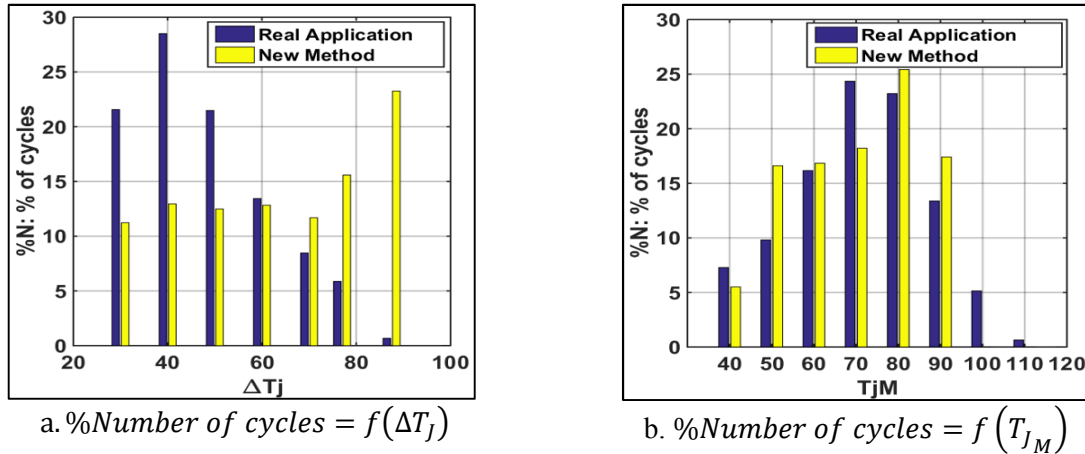 30
25
20
15
10
5
0
%N: % of cycles
Real Application
New Method
20 40 60 80 100
ΔTj
a. %Number of cycles = f(ΔT_J)
30
25
20
15
10
5
0
%N: % of cycles
Real Application
New Method
40 50 60 70 80 90 100 110 120
TjM
b. %Number of cycles = f (T_{J_M})